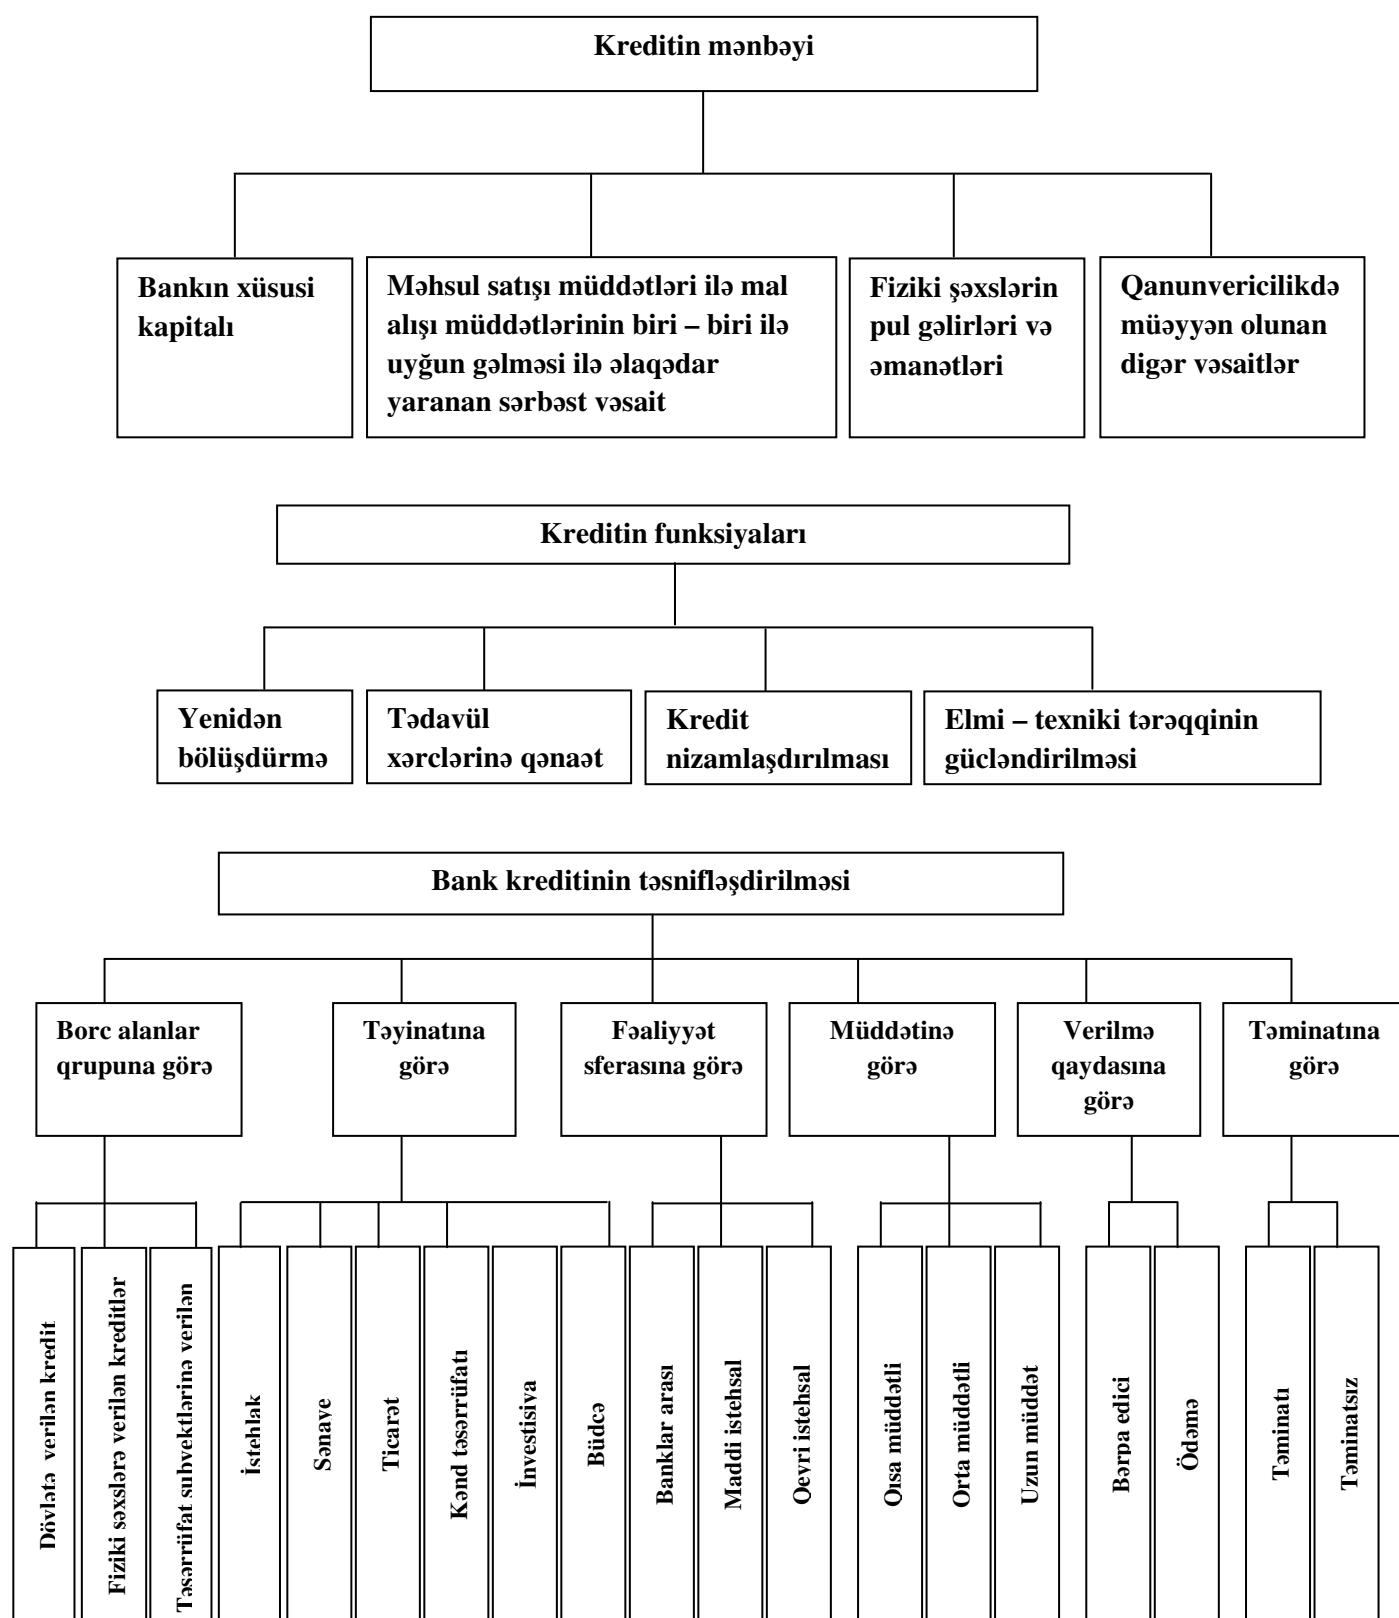 Kreditin mənbəyi
Bankın xüsusi
kapitalı
Məhsul satışı müddətləri ilə mal
alışı müddətlərinin biri – biri ilə
uyğun gəlməsi ilə əlaqədar
yaranan sərbəst vəsait
Fiziki şəxslərin
pul gəlirləri və
əmanətləri
Qanunvericilikdə
müəyyən olunan
digər vəsaitlər
Kreditin funksiyaları
Yenidən
bölüşdürmə
Tədavül
xərclərinə qənaət
Kredit
nizamlaşdırılması
Elmi – texniki tərəqqinin
gücləndirilməsi
Bank kreditinin təsnifləşdirilməsi
Borc alanlar
qrupuna görə
Təyinatına
görə
Fəaliyyət
sferasına görə
Müddətinə
görə
Verilmə
qaydasına
görə
Təminatına
görə
Dövlətə verilən kredit
Fiziki şəxslərə verilən kreditlər
Təsərrüfat subyektlərinə verilən
İstehlak
Sənaye
Ticarət
Kənd təsərrüfatı
İnvestisiya
Büdcə
Banklar arası
Maddi istehsal
Qeyri istehsal
Qısa müddətli
Orta müddətli
Uzun müddət
Bərpa edici
Ödəmə
Təminatı
Təminatsız